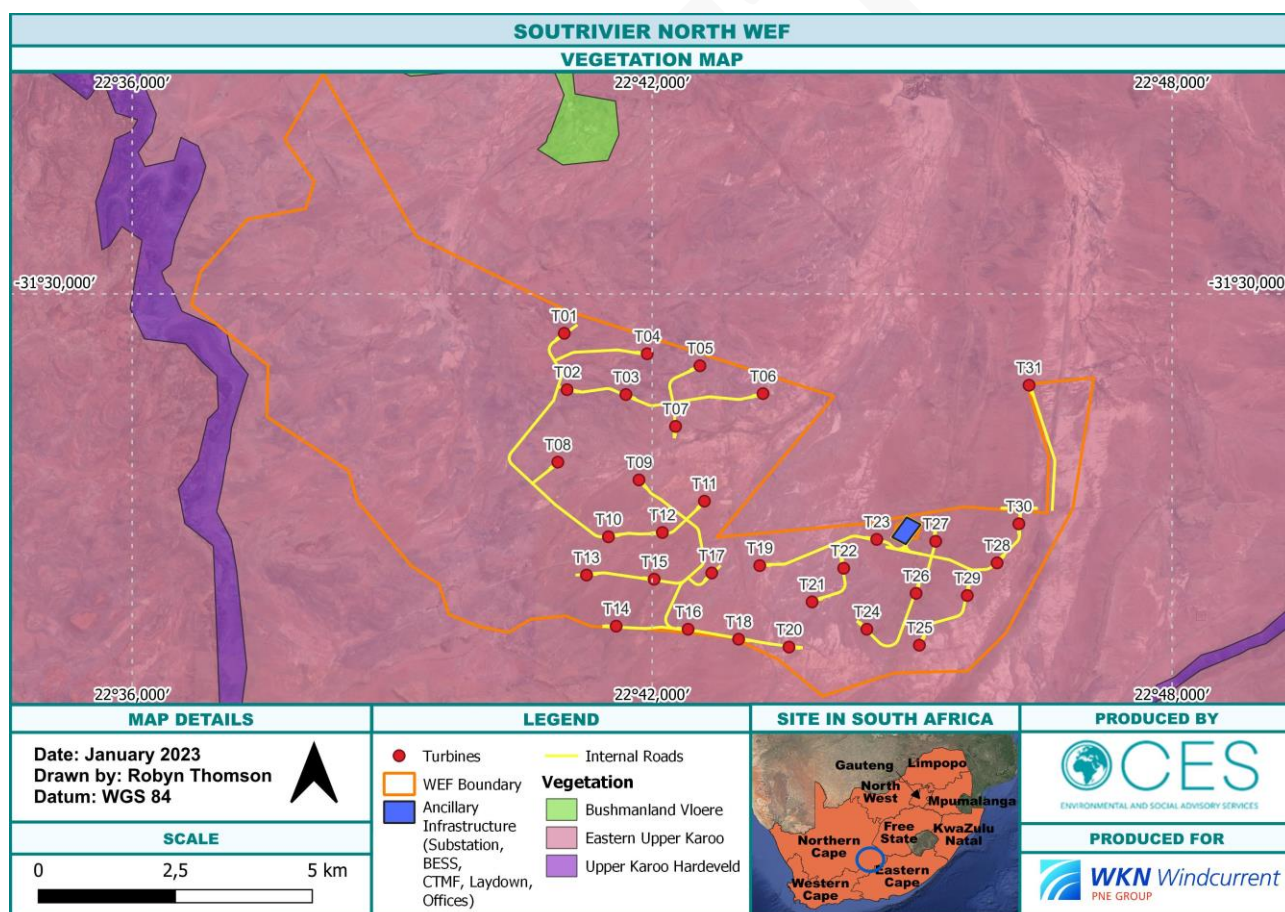 SOUTRIVIER NORTH WEF
VEGETATION MAP
22°36,000′
22°42,000′
22°48,000′
-31°30,000′
-31°30,000′
T01
T04
T05
T31
T02
T03
T06
T07
T08
T09
T11
T10
T12
T23
T27
T30
T13
T15
T17
T19
T22
T28
T21
T26
T29
T14
T16
T18
T20
T24
T25
22°36,000′
22°42,000′
22°48,000′
MAP DETAILS
Date: January 2023
Drawn by: Robyn Thomson
Datum: WGS 84
SCALE
0
2,5
5 km
LEGEND
Turbines
WEF Boundary
Ancillary
Infrastructure
(Substation,
BESS,
CTMF, Laydown,
Offices)
Internal Roads
Vegetation
Bushmanland Vloere
Eastern Upper Karoo
Upper Karoo Hardeveld
SITE IN SOUTH AFRICA
Limpopo
Gauteng
North
West
Mpumalanga
Free
State
KwaZulu
Natal
Northern
Cape
Eastern
Cape
Western
Cape
PRODUCED BY
CES
ENVIRONMENTAL AND SOCIAL ADVISORY SERVICES
PRODUCED FOR
WKN Windcurrent
PNE GROUP